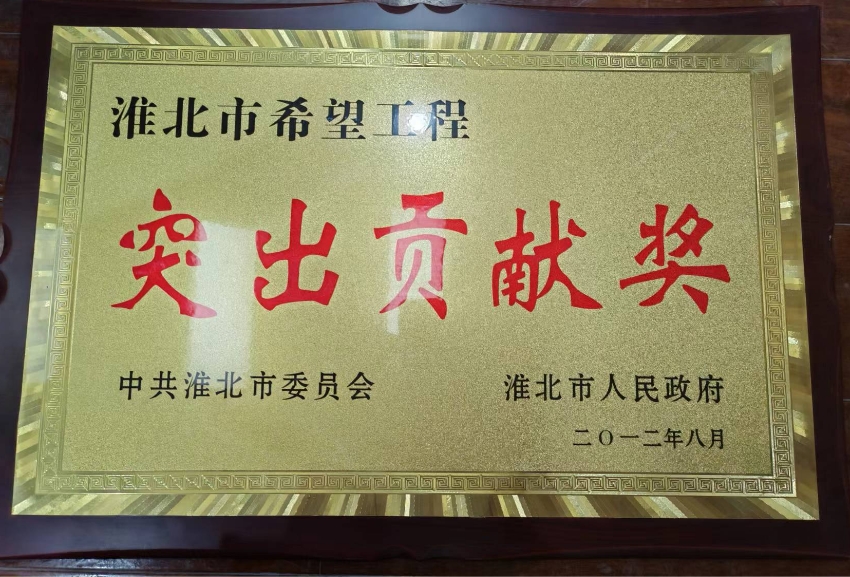 淮北市希望工程
突出贡献奖
中共淮北市委员会 淮北市人民政府
二〇一二年八月